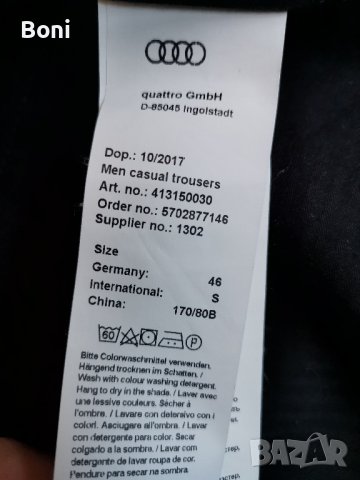 Boni
quattro GmbH
D-85045 Ingolstadt
Dop.: 10/2017
Men casual trousers
Art. no.: 413150030
Order no.: 5702877146
Supplier no.: 1302
Size
Germany: 46
International: S
China: 170/80B
60 P
Bitte Colorwaschmittel verwenden.
Hängend trocknen im Schatten. /
Wash with colour washing detergent.
Hang to dry in the shade. / Laver avec
une lessive couleurs. Sécher à
l'ombre. / Lavare con detersivo con i
colori. Asciugare all'ombra. / Lavar con
detergente para color. Secar
colgado a la sombra. / Lavar com
detergente de lavar roupa de cor.
Pendure para secar na sombra
BAZAR